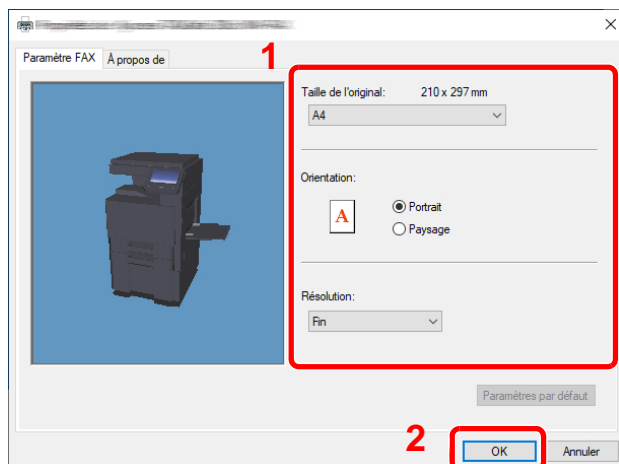 Paramètre FAX
À propos de
1
Taille de l'original: 210 x 297 mm
A4
Orientation:
A
Portrait
Paysage
Résolution:
Fin
Paramètres par défaut
2
OK
Annuler